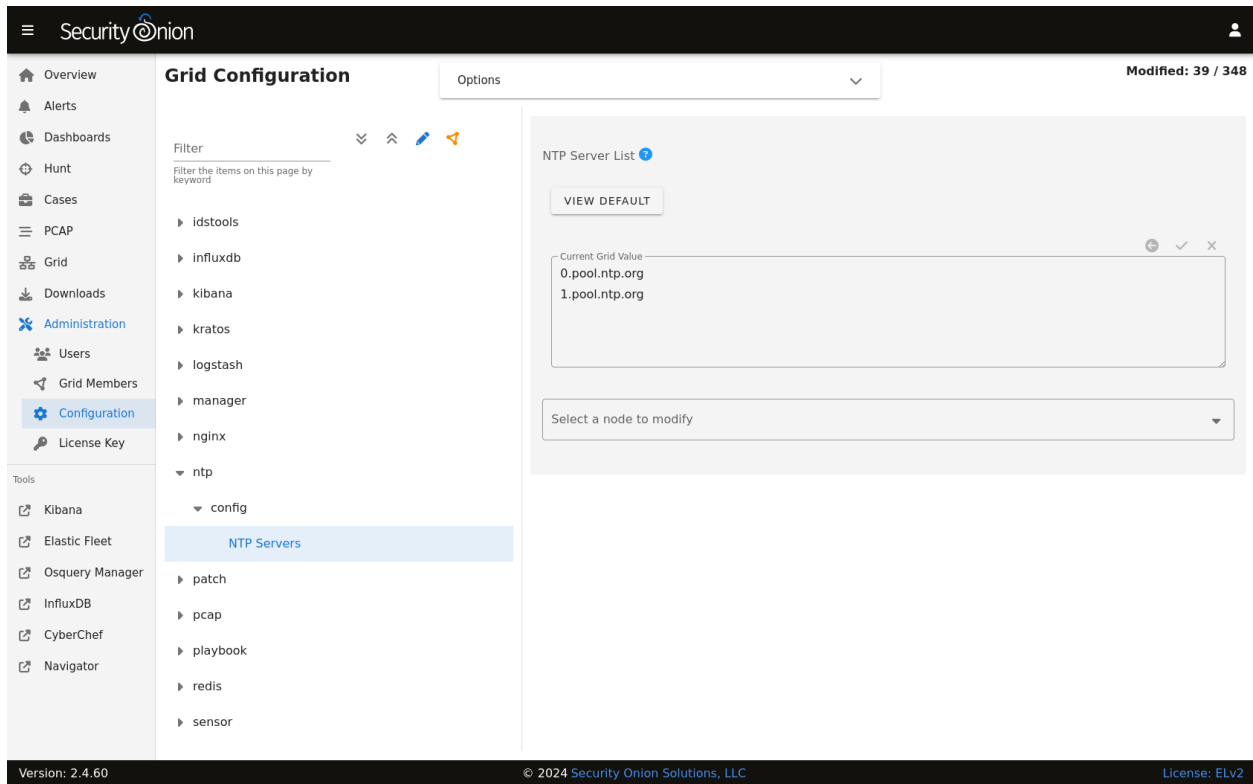 Security Onion
Overview
Alerts
Dashboards
Hunt
Cases
PCAP
Grid
Downloads
Administration
Users
Grid Members
Configuration
License Key
Tools
Kibana
Elastic Fleet
Osquery Manager
InfluxDB
CyberChef
Navigator
Grid Configuration
Options
Modified: 39 / 348
Filter
Filter the items on this page by
keyword
idstools
influxdb
kibana
kratos
logstash
manager
nginx
ntp
config
NTP Servers
patch
pcap
playbook
redis
sensor
NTP Server List ?
VIEW DEFAULT
Current Grid Value
0.pool.ntp.org
1.pool.ntp.org
Select a node to modify
Version: 2.4.60
© 2024 Security Onion Solutions, LLC
License: ELv2